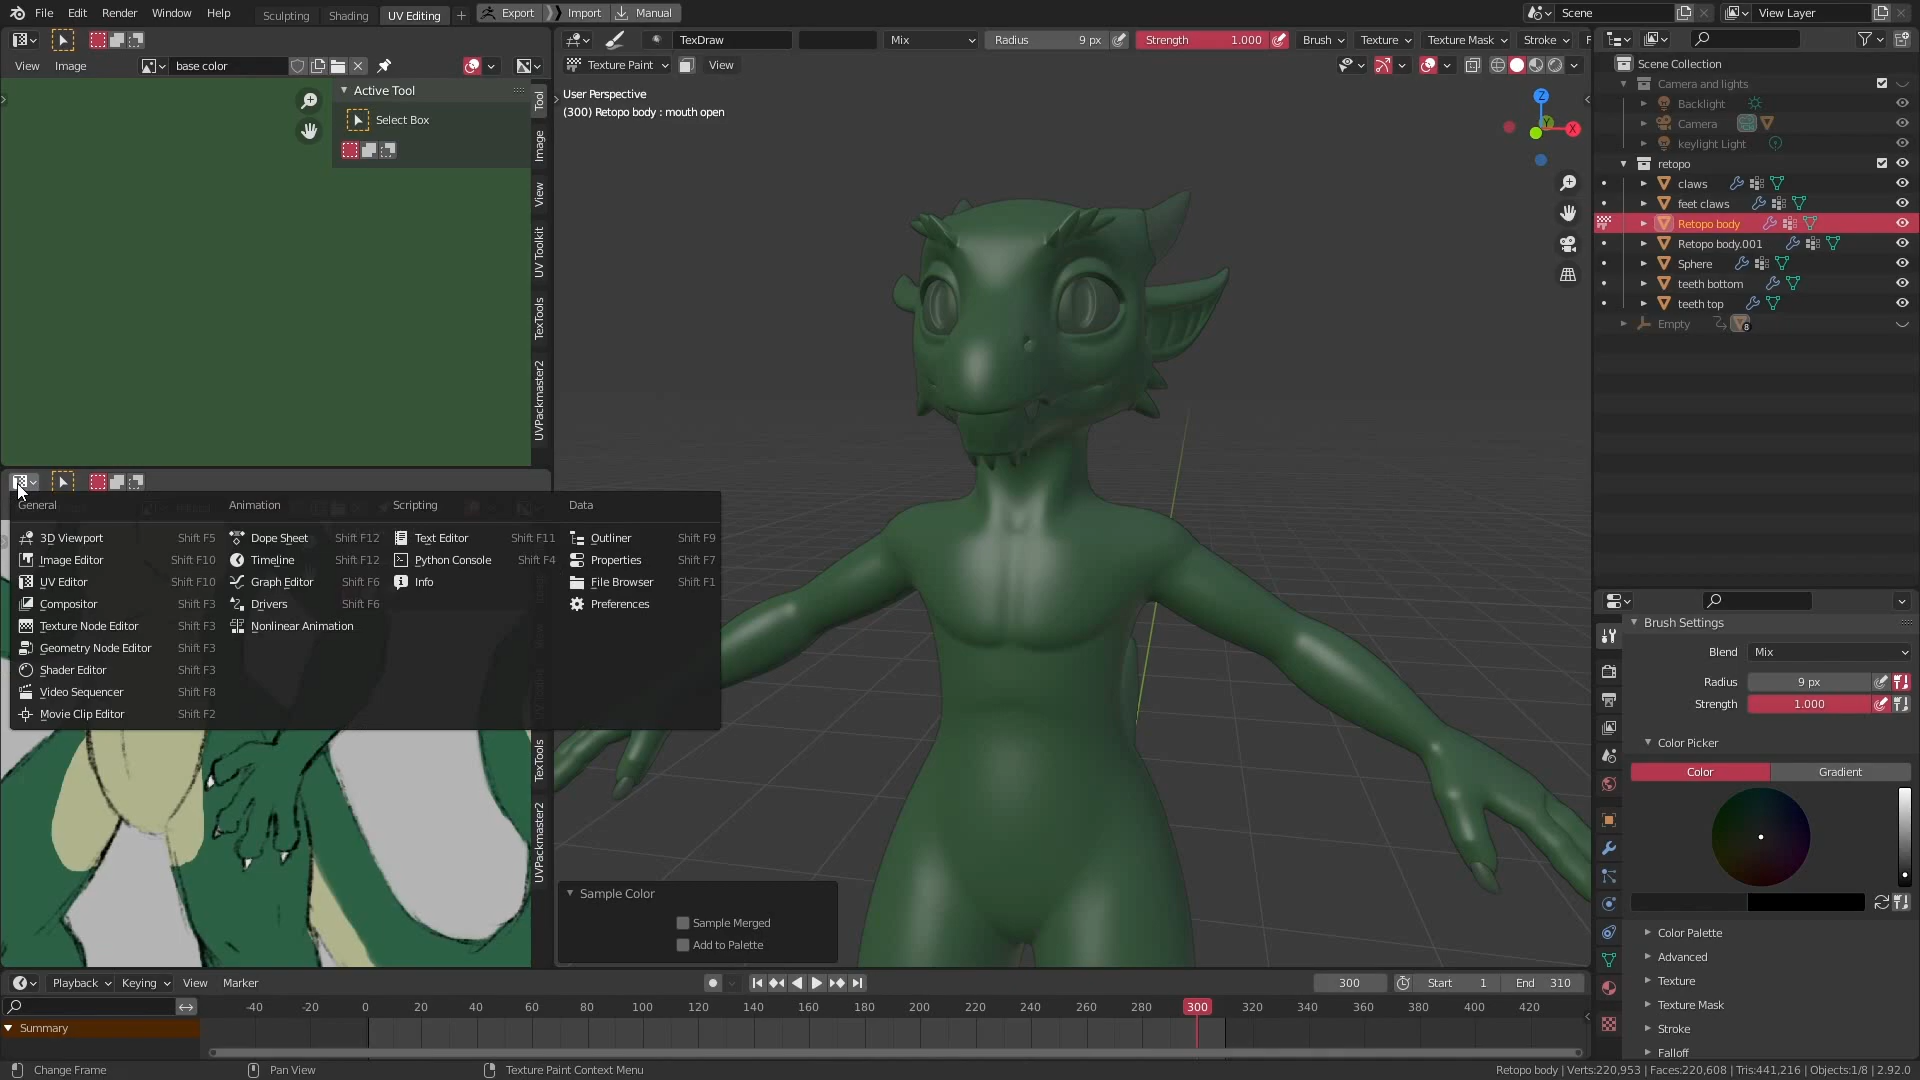 File Edit Render Window Help Sculpting Shading UV Editing + Export Import Manual Scene View Layer
TexDraw Mix Radius 9 px Strength 1.000 Brush Texture Texture Mask Stroke
View Image base color
Texture Paint View
Active Tool
Select Box
Tool
Image
View
UV Toolkit
TexTools
UVPackmaster2
User Perspective
(300) Retopo body : mouth open
Z
Y
X
Scene Collection
Camera and lights
Backlight
Camera
keylight Light
retopo
claws
feet claws
Retopo body
Retopo body.001
Sphere
teeth bottom
teeth top
Empty 8
General Animation Scripting Data
3D Viewport Shift F5 Dope Sheet Shift F12 Text Editor Shift F11 Outliner Shift F9
Image Editor Shift F10 Timeline Shift F12 Python Console Shift F4 Properties Shift F7
UV Editor Shift F10 Graph Editor Shift F6 Info File Browser Shift F1
Compositor Shift F3 Drivers Shift F6 Preferences
Texture Node Editor Shift F3 Nonlinear Animation
Geometry Node Editor Shift F3
Shader Editor Shift F3
Video Sequencer Shift F8
Movie Clip Editor Shift F2
TexTools
UVPackmaster2
Sample Color
Sample Merged
Add to Palette
Brush Settings
Blend Mix
Radius 9 px
Strength 1.000
Color Picker
Color Gradient
Color Palette
Advanced
Texture
Texture Mask
Stroke
Falloff
Playback Keying View Marker 300 Start 1 End 310
-40 -20 0 20 40 60 80 100 120 140 160 180 200 220 240 260 280 300 320 340 360 380 400 420
Summary
Change Frame Pan View Texture Paint Context Menu Retopo body | Verts:220,953 | Faces:220,608 | Tris:441,216 | Objects:1/8 | 2.92.0